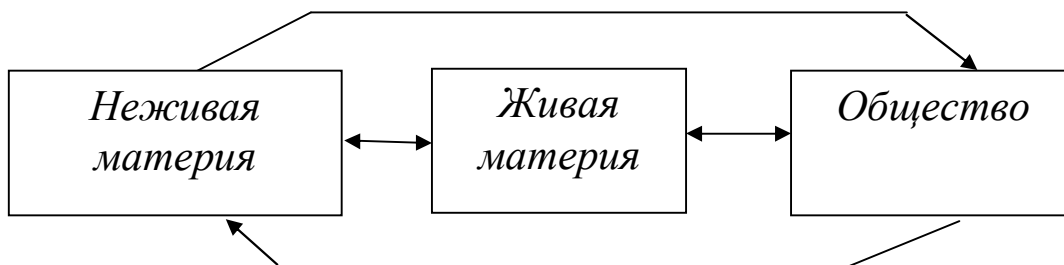 Неживая
материя
Живая
материя
Общество